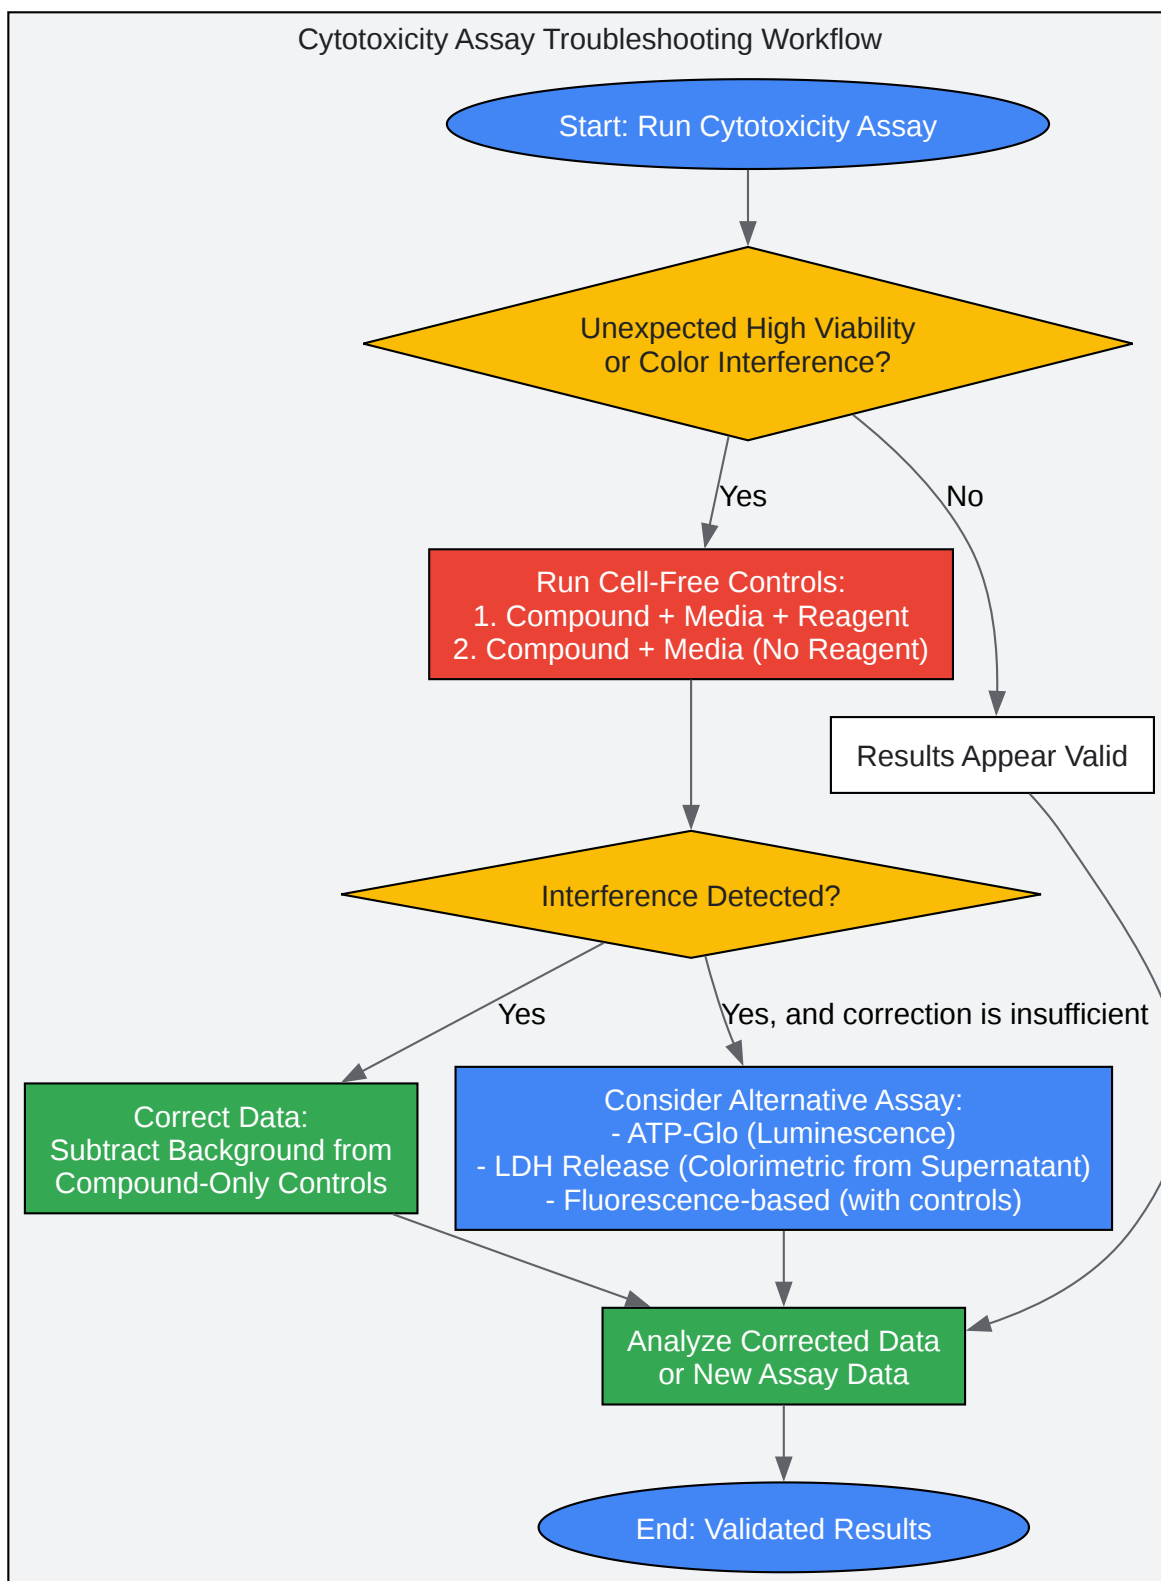 Cytotoxicity Assay Troubleshooting Workflow
Start: Run Cytotoxicity Assay
Unexpected High Viability
or Color Interference?
Yes
No
Run Cell-Free Controls:
1. Compound + Media + Reagent
2. Compound + Media (No Reagent)
Results Appear Valid
Interference Detected?
Yes
Yes, and correction is insufficient
Correct Data:
Subtract Background from
Compound-Only Controls
Consider Alternative Assay:
- ATP-Glo (Luminescence)
- LDH Release (Colorimetric from Supernatant)
- Fluorescence-based (with controls)
Analyze Corrected Data
or New Assay Data
End: Validated Results